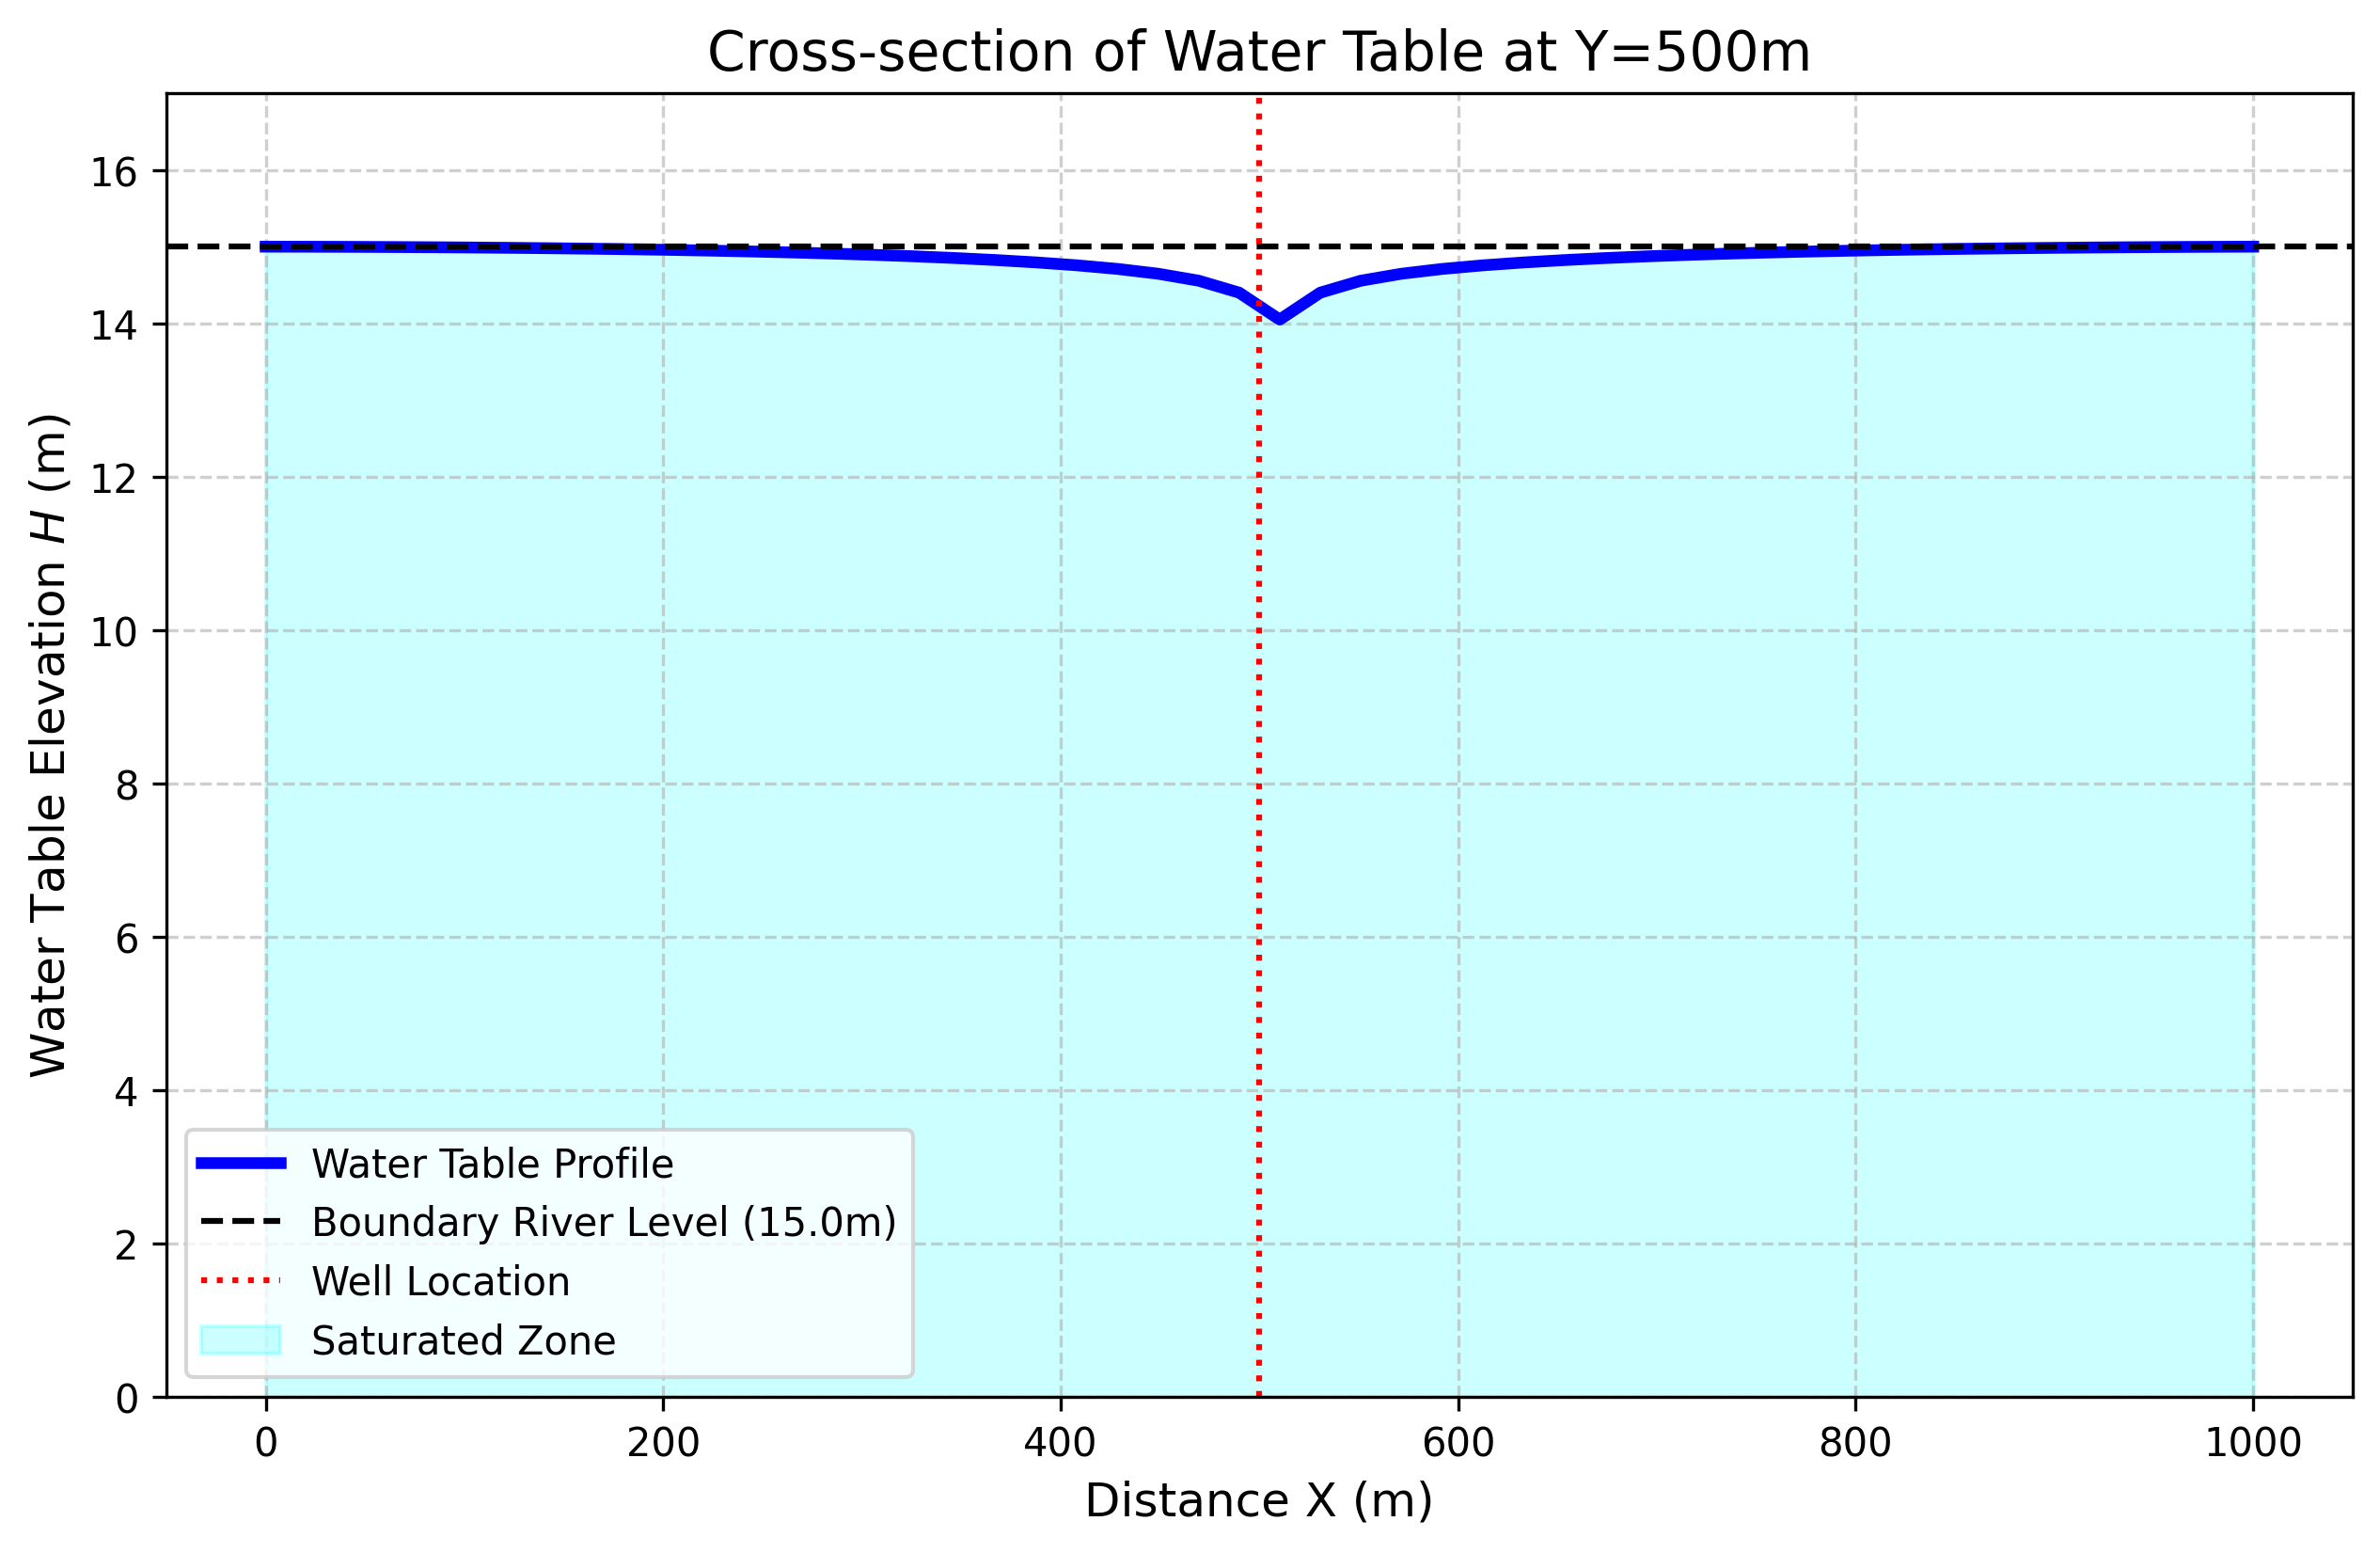 Cross-section of Water Table at Y=500m
Water Table Elevation H (m)
16
14
12
10
8
6
4
2
0
Water Table Profile
Boundary River Level (15.0m)
Well Location
Saturated Zone
0 200 400 600 800 1000
Distance X (m)